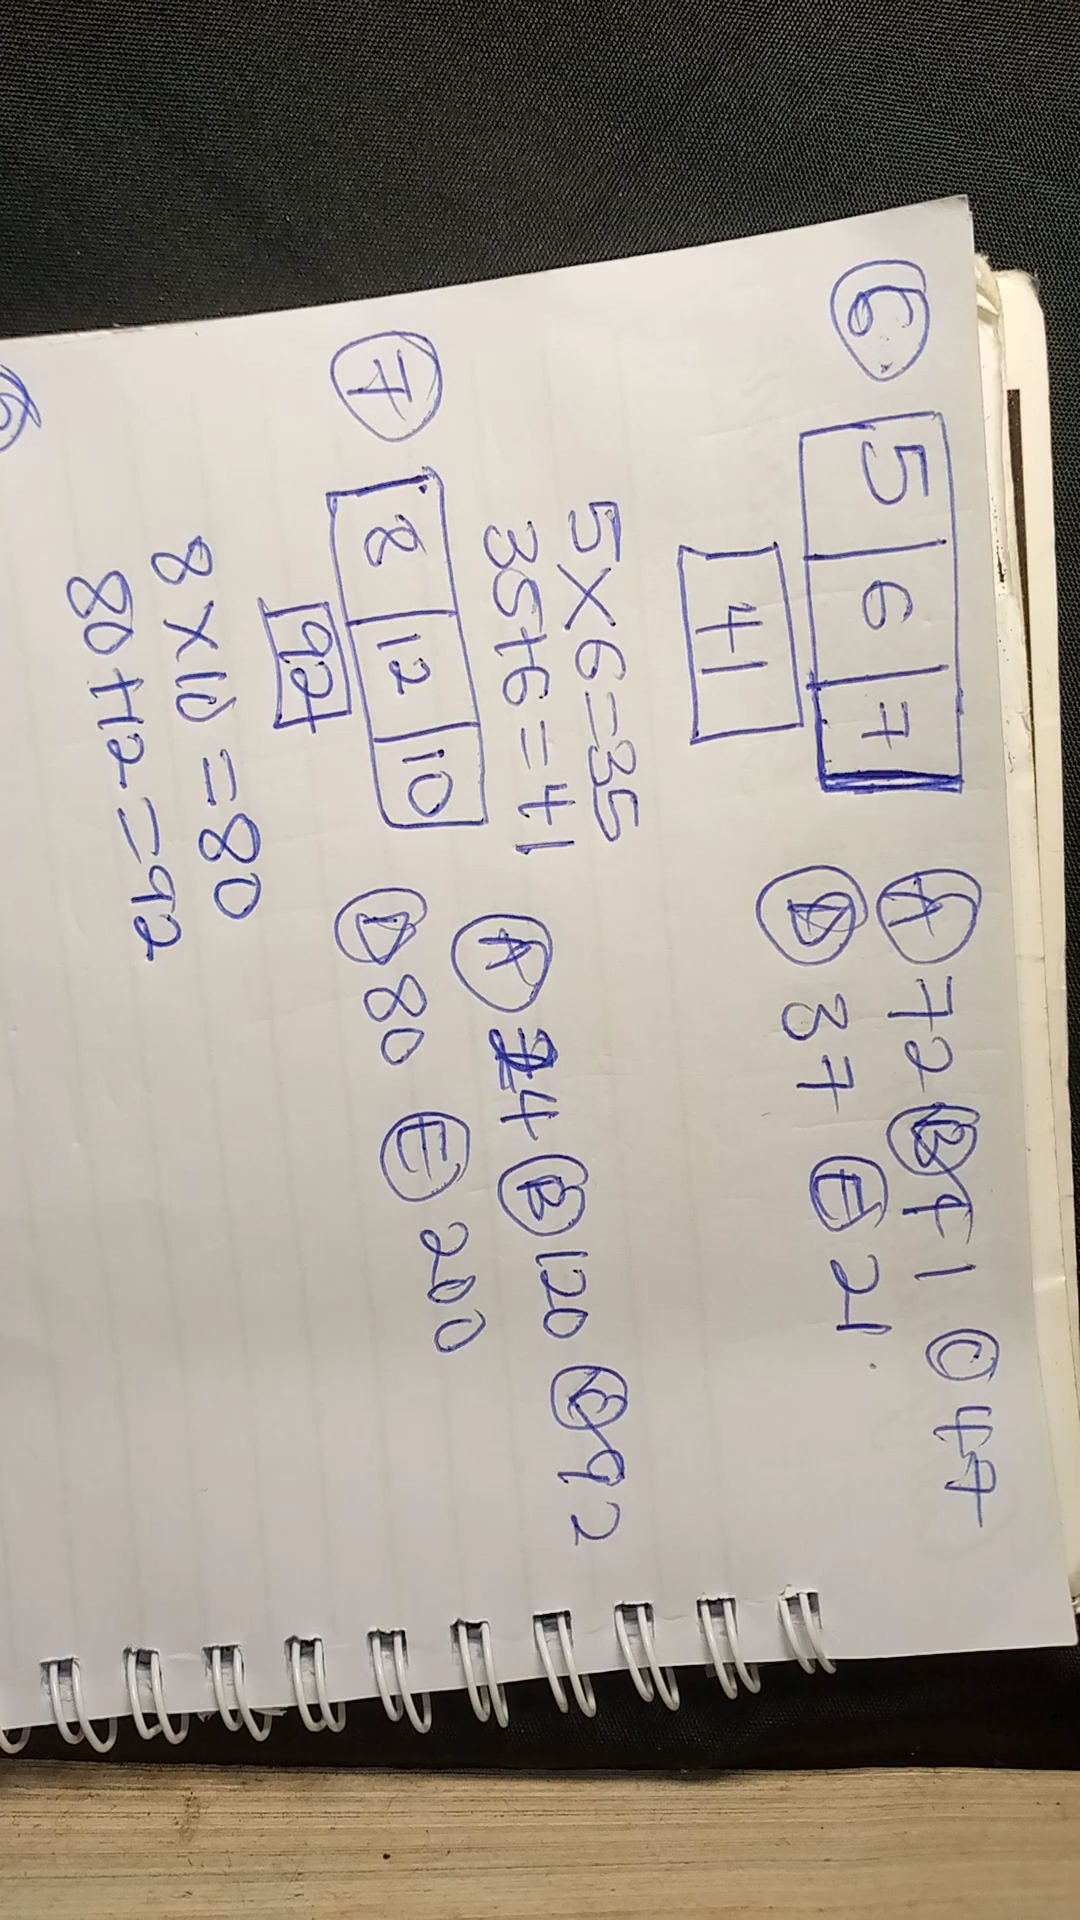 6 5 6 7 A 72 B 41 C 47
41 D 37 E 21
5×6=35
35+6=41
7 8 12 10 A 24 B 120 C 92
92 D 80 E 200
8×10=80
80+12=92